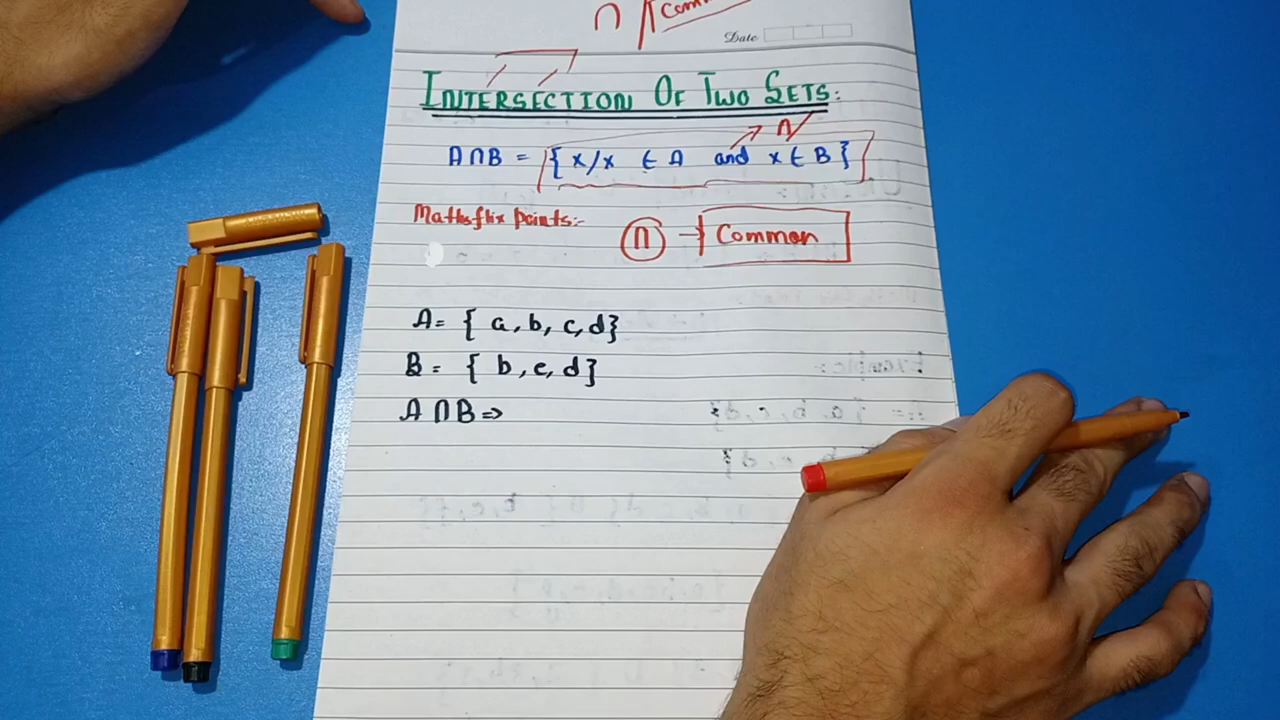 ∩
Date
INTERSECTION OF TWO SETS:
∩
A∩B = { x/x ∈ A and x ∈ B }
Mathsflix points:-
∩ → Common
A = { a, b, c, d}
B = { b, e, d}
A ∩ B ⇒